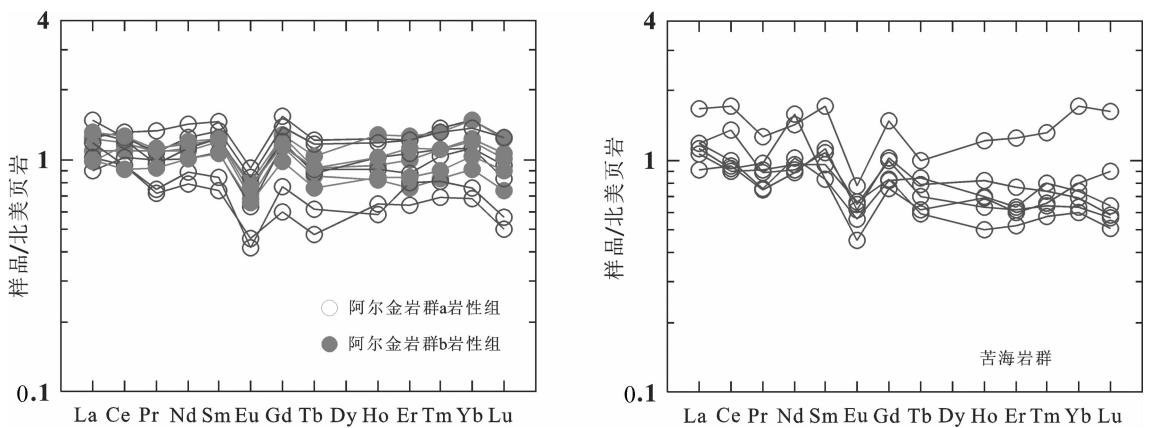 4
1
0.1
样品/北美页岩
阿尔金岩群a岩性组
阿尔金岩群b岩性组
La Ce Pr Nd Sm Eu Gd Tb Dy Ho Er Tm Yb Lu
4
1
0.1
样品/北美页岩
苦海岩群
La Ce Pr Nd Sm Eu Gd Tb Dy Ho Er Tm Yb Lu